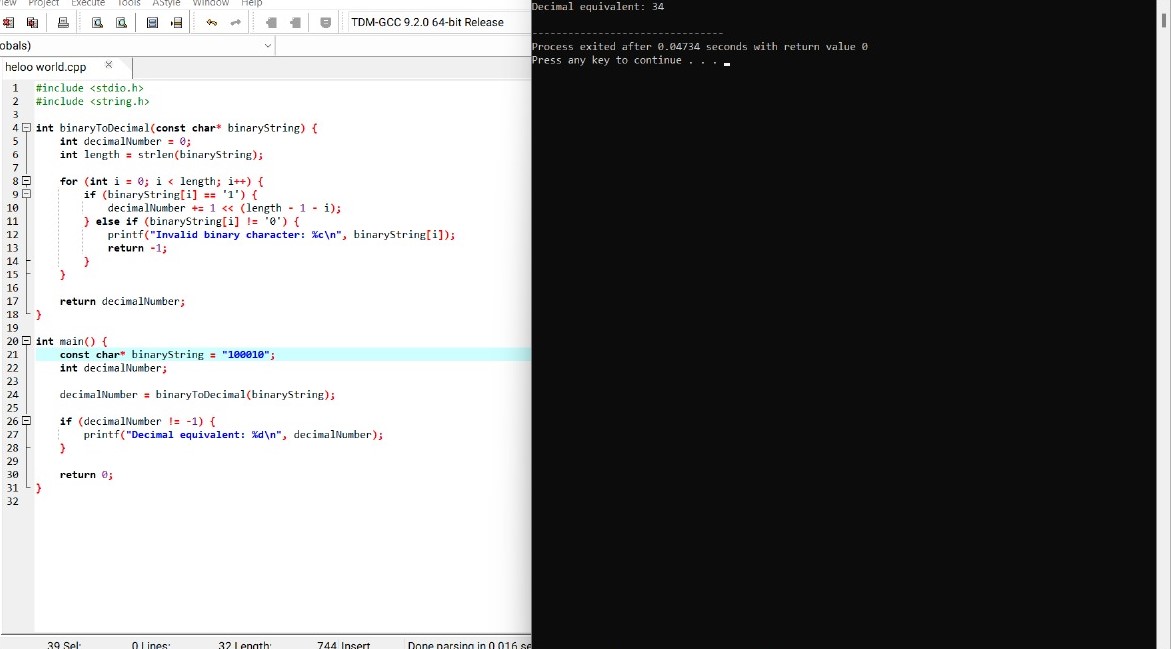 Project Execute Tools AStyle Window Help
TDM-GCC 9.2.0 64-bit Release
obals)
heloo world.cpp
1 #include <stdio.h>
2 #include <string.h>
3
4 int binaryToDecimal(const char* binaryString) {
5 int decimalNumber = 0;
6 int length = strlen(binaryString);
7
8 for (int i = 0; i < length; i++) {
9 if (binaryString[i] == '1') {
10 decimalNumber += 1 << (length - 1 - i);
11 } else if (binaryString[i] != '0') {
12 printf("Invalid binary character: %c\n", binaryString[i]);
13 return -1;
14 }
15 }
16
17 return decimalNumber;
18 }
19
20 int main() {
21 const char* binaryString = "100010";
22 int decimalNumber;
23
24 decimalNumber = binaryToDecimal(binaryString);
25
26 if (decimalNumber != -1) {
27 printf("Decimal equivalent: %d\n", decimalNumber);
28 }
29
30 return 0;
31 }
32
39 Sel: 0 Lines: 32 Length: 744 Insert Done parsing in 0.016 se
Decimal equivalent: 34
--------------------------------
Process exited after 0.04734 seconds with return value 0
Press any key to continue . . .